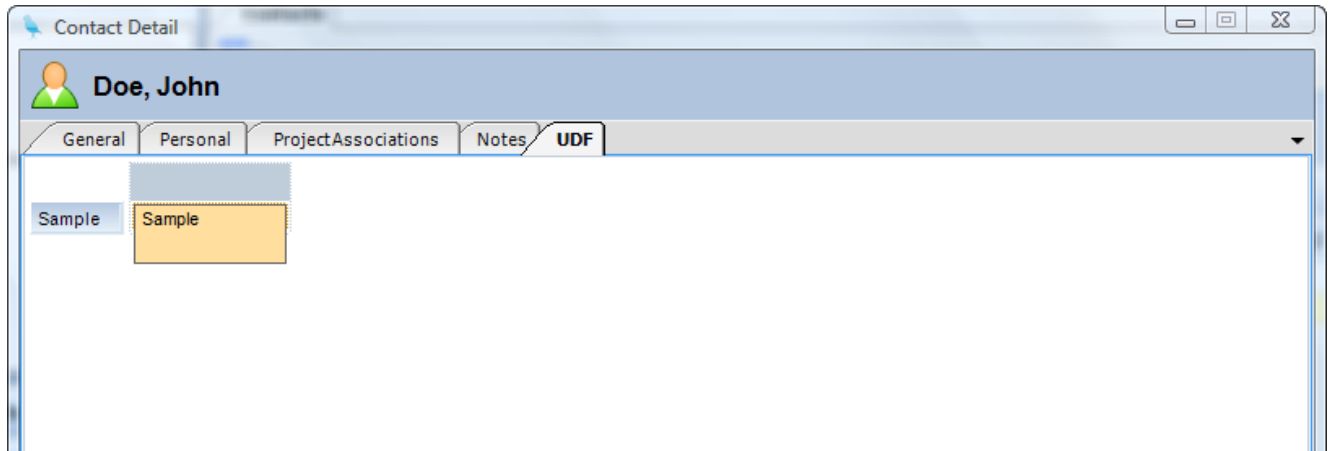 Contact Detail
Doe, John
General Personal ProjectAssociations Notes UDF
Sample Sample